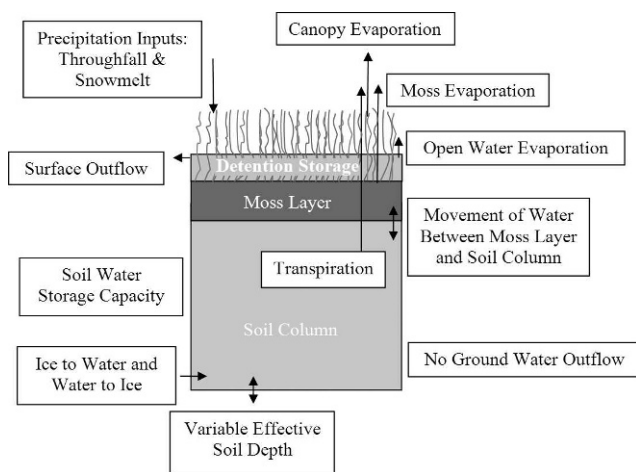 Precipitation Inputs:
Throughfall &
Snowmelt
Canopy Evaporation
Moss Evaporation
Open Water Evaporation
Surface Outflow
Detention Storage
Moss Layer
Movement of Water
Between Moss Layer
and Soil Column
Transpiration
Soil Water
Storage Capacity
Soil Column
Ice to Water and
Water to Ice
No Ground Water Outflow
Variable Effective
Soil Depth